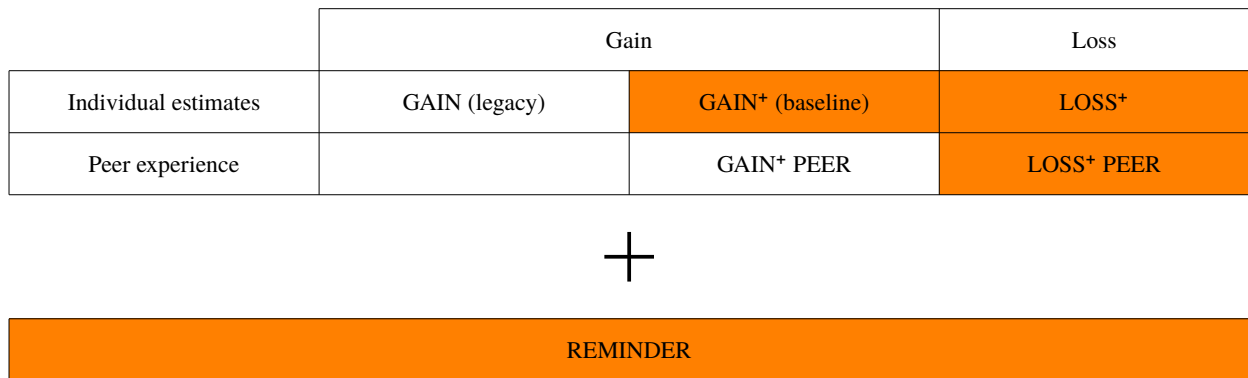 Gain Loss
Individual estimates GAIN (legacy) GAIN⁺ (baseline) LOSS⁺
Peer experience GAIN⁺ PEER LOSS⁺ PEER
+
REMINDER